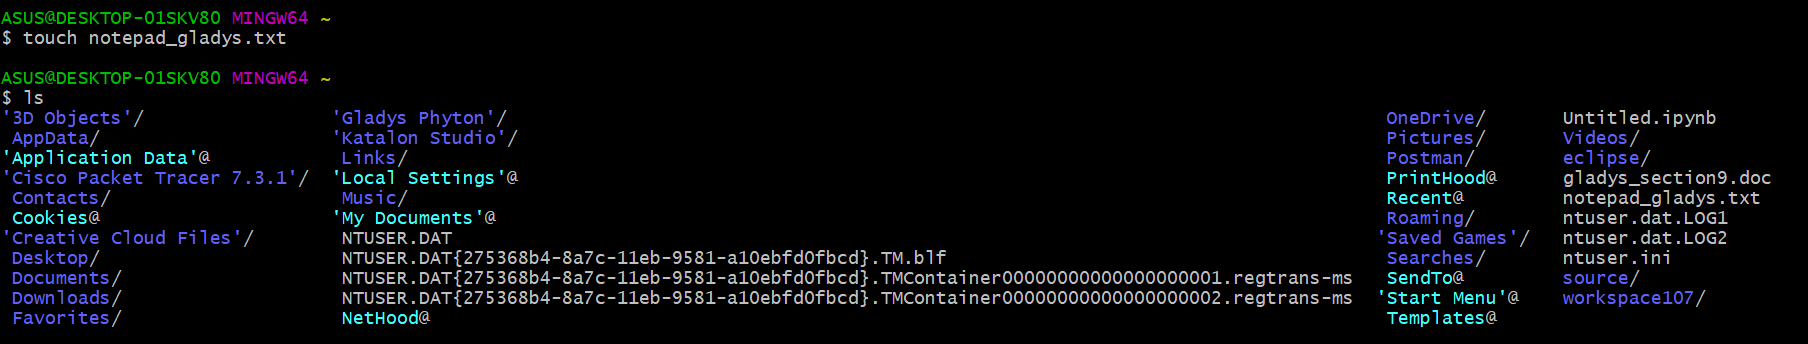 ASUS@DESKTOP-01SKV80 MINGW64 ~
$ touch notepad_gladys.txt
ASUS@DESKTOP-01SKV80 MINGW64 ~
$ ls
'3D Objects'/ 'Gladys Phyton'/ OneDrive/ Untitled.ipynb
AppData/ 'Katalon Studio'/ Pictures/ Videos/
'Application Data'@ Links/ Postman/ eclipse/
'Cisco Packet Tracer 7.3.1'/ 'Local Settings'@ PrintHood@ gladys_section9.doc
Contacts/ Music/ Recent@ notepad_gladys.txt
Cookies@ 'My Documents'@ Roaming/ ntuser.dat.LOG1
'Creative Cloud Files'/ NTUSER.DAT 'Saved Games'/ ntuser.dat.LOG2
Desktop/ NTUSER.DAT{275368b4-8a7c-11eb-9581-a10ebfd0fbcd}.TM.blf Searches/ ntuser.ini
Documents/ NTUSER.DAT{275368b4-8a7c-11eb-9581-a10ebfd0fbcd}.TMContainer00000000000000000001.regtrans-ms SendTo@ source/
Downloads/ NTUSER.DAT{275368b4-8a7c-11eb-9581-a10ebfd0fbcd}.TMContainer00000000000000000002.regtrans-ms 'Start Menu'@ workspace107/
Favorites/ NetHood@ Templates@